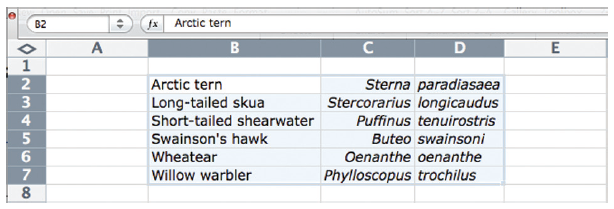 B2 fx Arctic tern
A B C D E
1
2 Arctic tern Sterna paradiasaea
3 Long-tailed skua Stercorarius longicaudus
4 Short-tailed shearwater Puffinus tenuirostris
5 Swainson's hawk Buteo swainsoni
6 Wheatear Oenanthe oenanthe
7 Willow warbler Phylloscopus trochilus
8